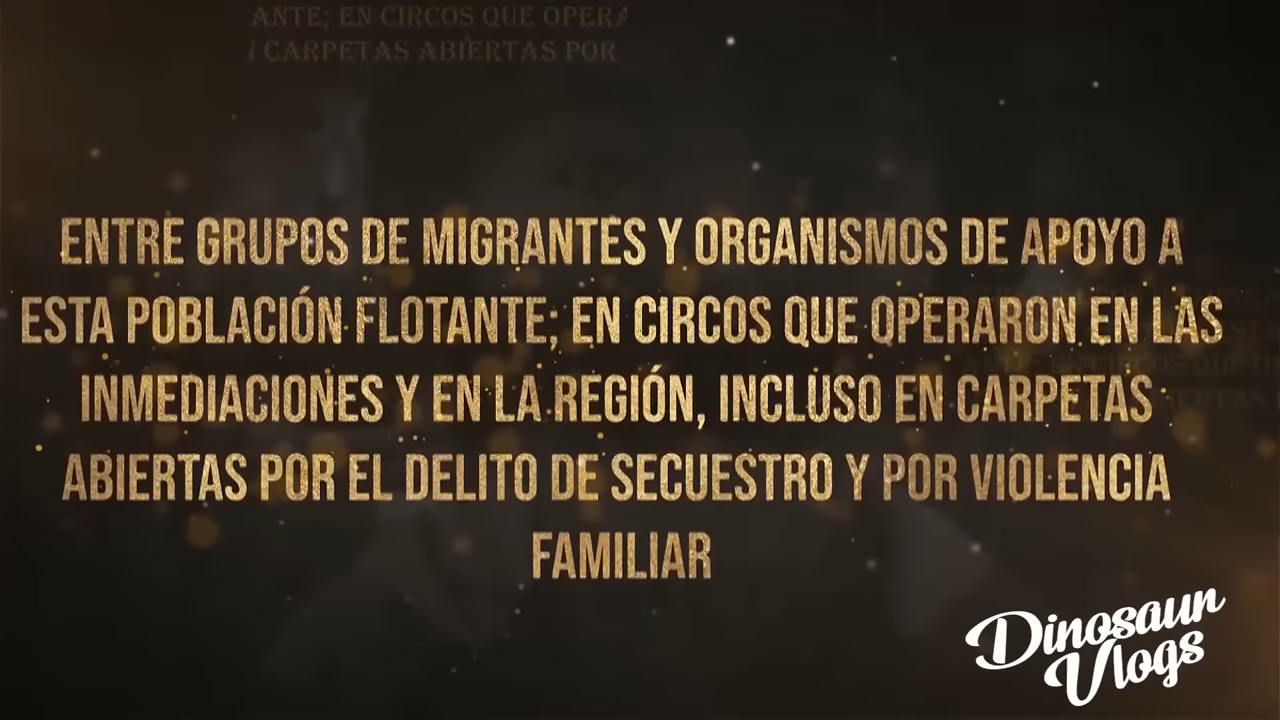 ANTE; EN CIRCOS QUE OPERA
CARPETAS ABIERTAS POR
ENTRE GRUPOS DE MIGRANTES Y ORGANISMOS DE APOYO A
ESTA POBLACIÓN FLOTANTE; EN CIRCOS QUE OPERARON EN LAS
INMEDIACIONES Y EN LA REGIÓN, INCLUSO EN CARPETAS
ABIERTAS POR EL DELITO DE SECUESTRO Y POR VIOLENCIA
FAMILIAR
Dinosaun
Vlogs